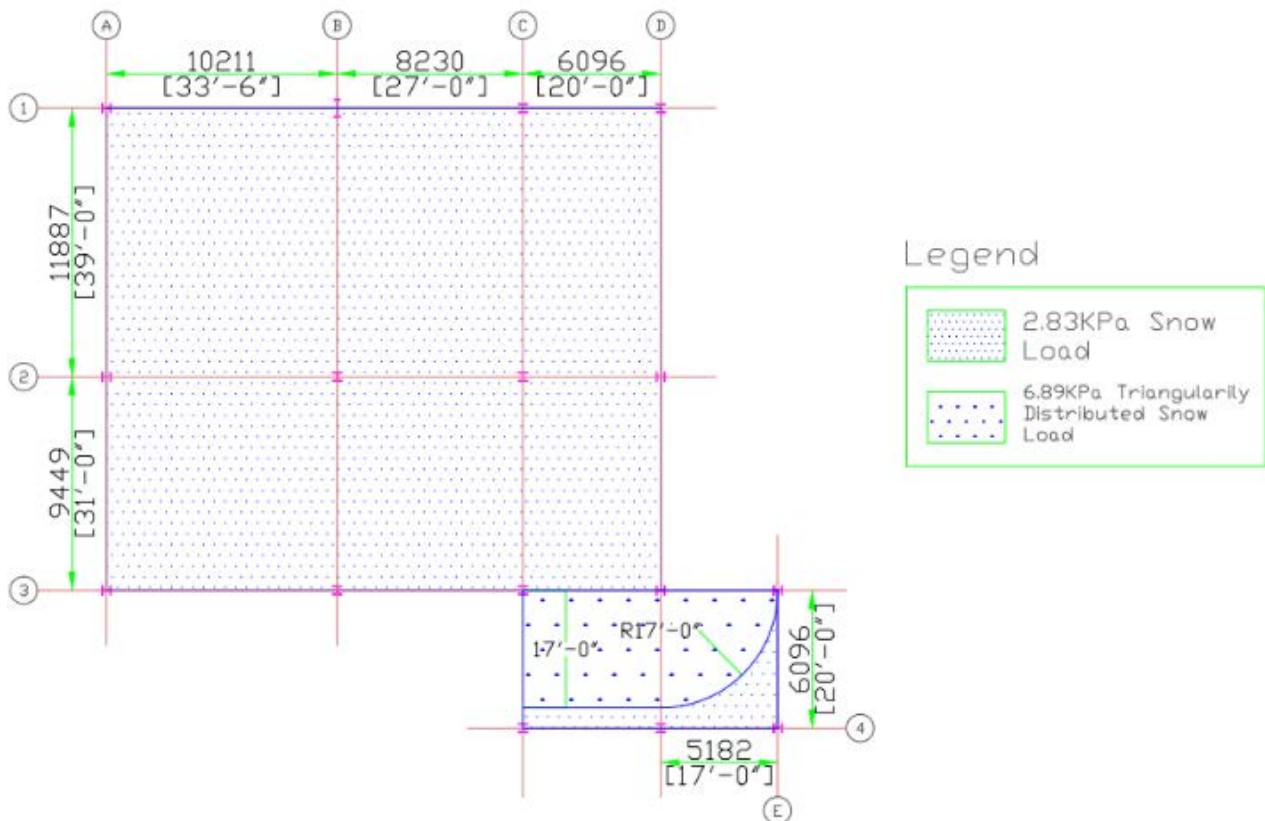 A
B
C
D
10211
[33'-6"]
8230
[27'-0"]
6096
[20'-0"]
1
11887
[39'-0"]
Legend
2.83KPa Snow
Load
6.89KPa Triangularily
Distributed Snow
Load
2
9449
[31'-0"]
3
R17'-0"
17'-0"
6096
[20'-0"]
4
5182
[17'-0"]
E